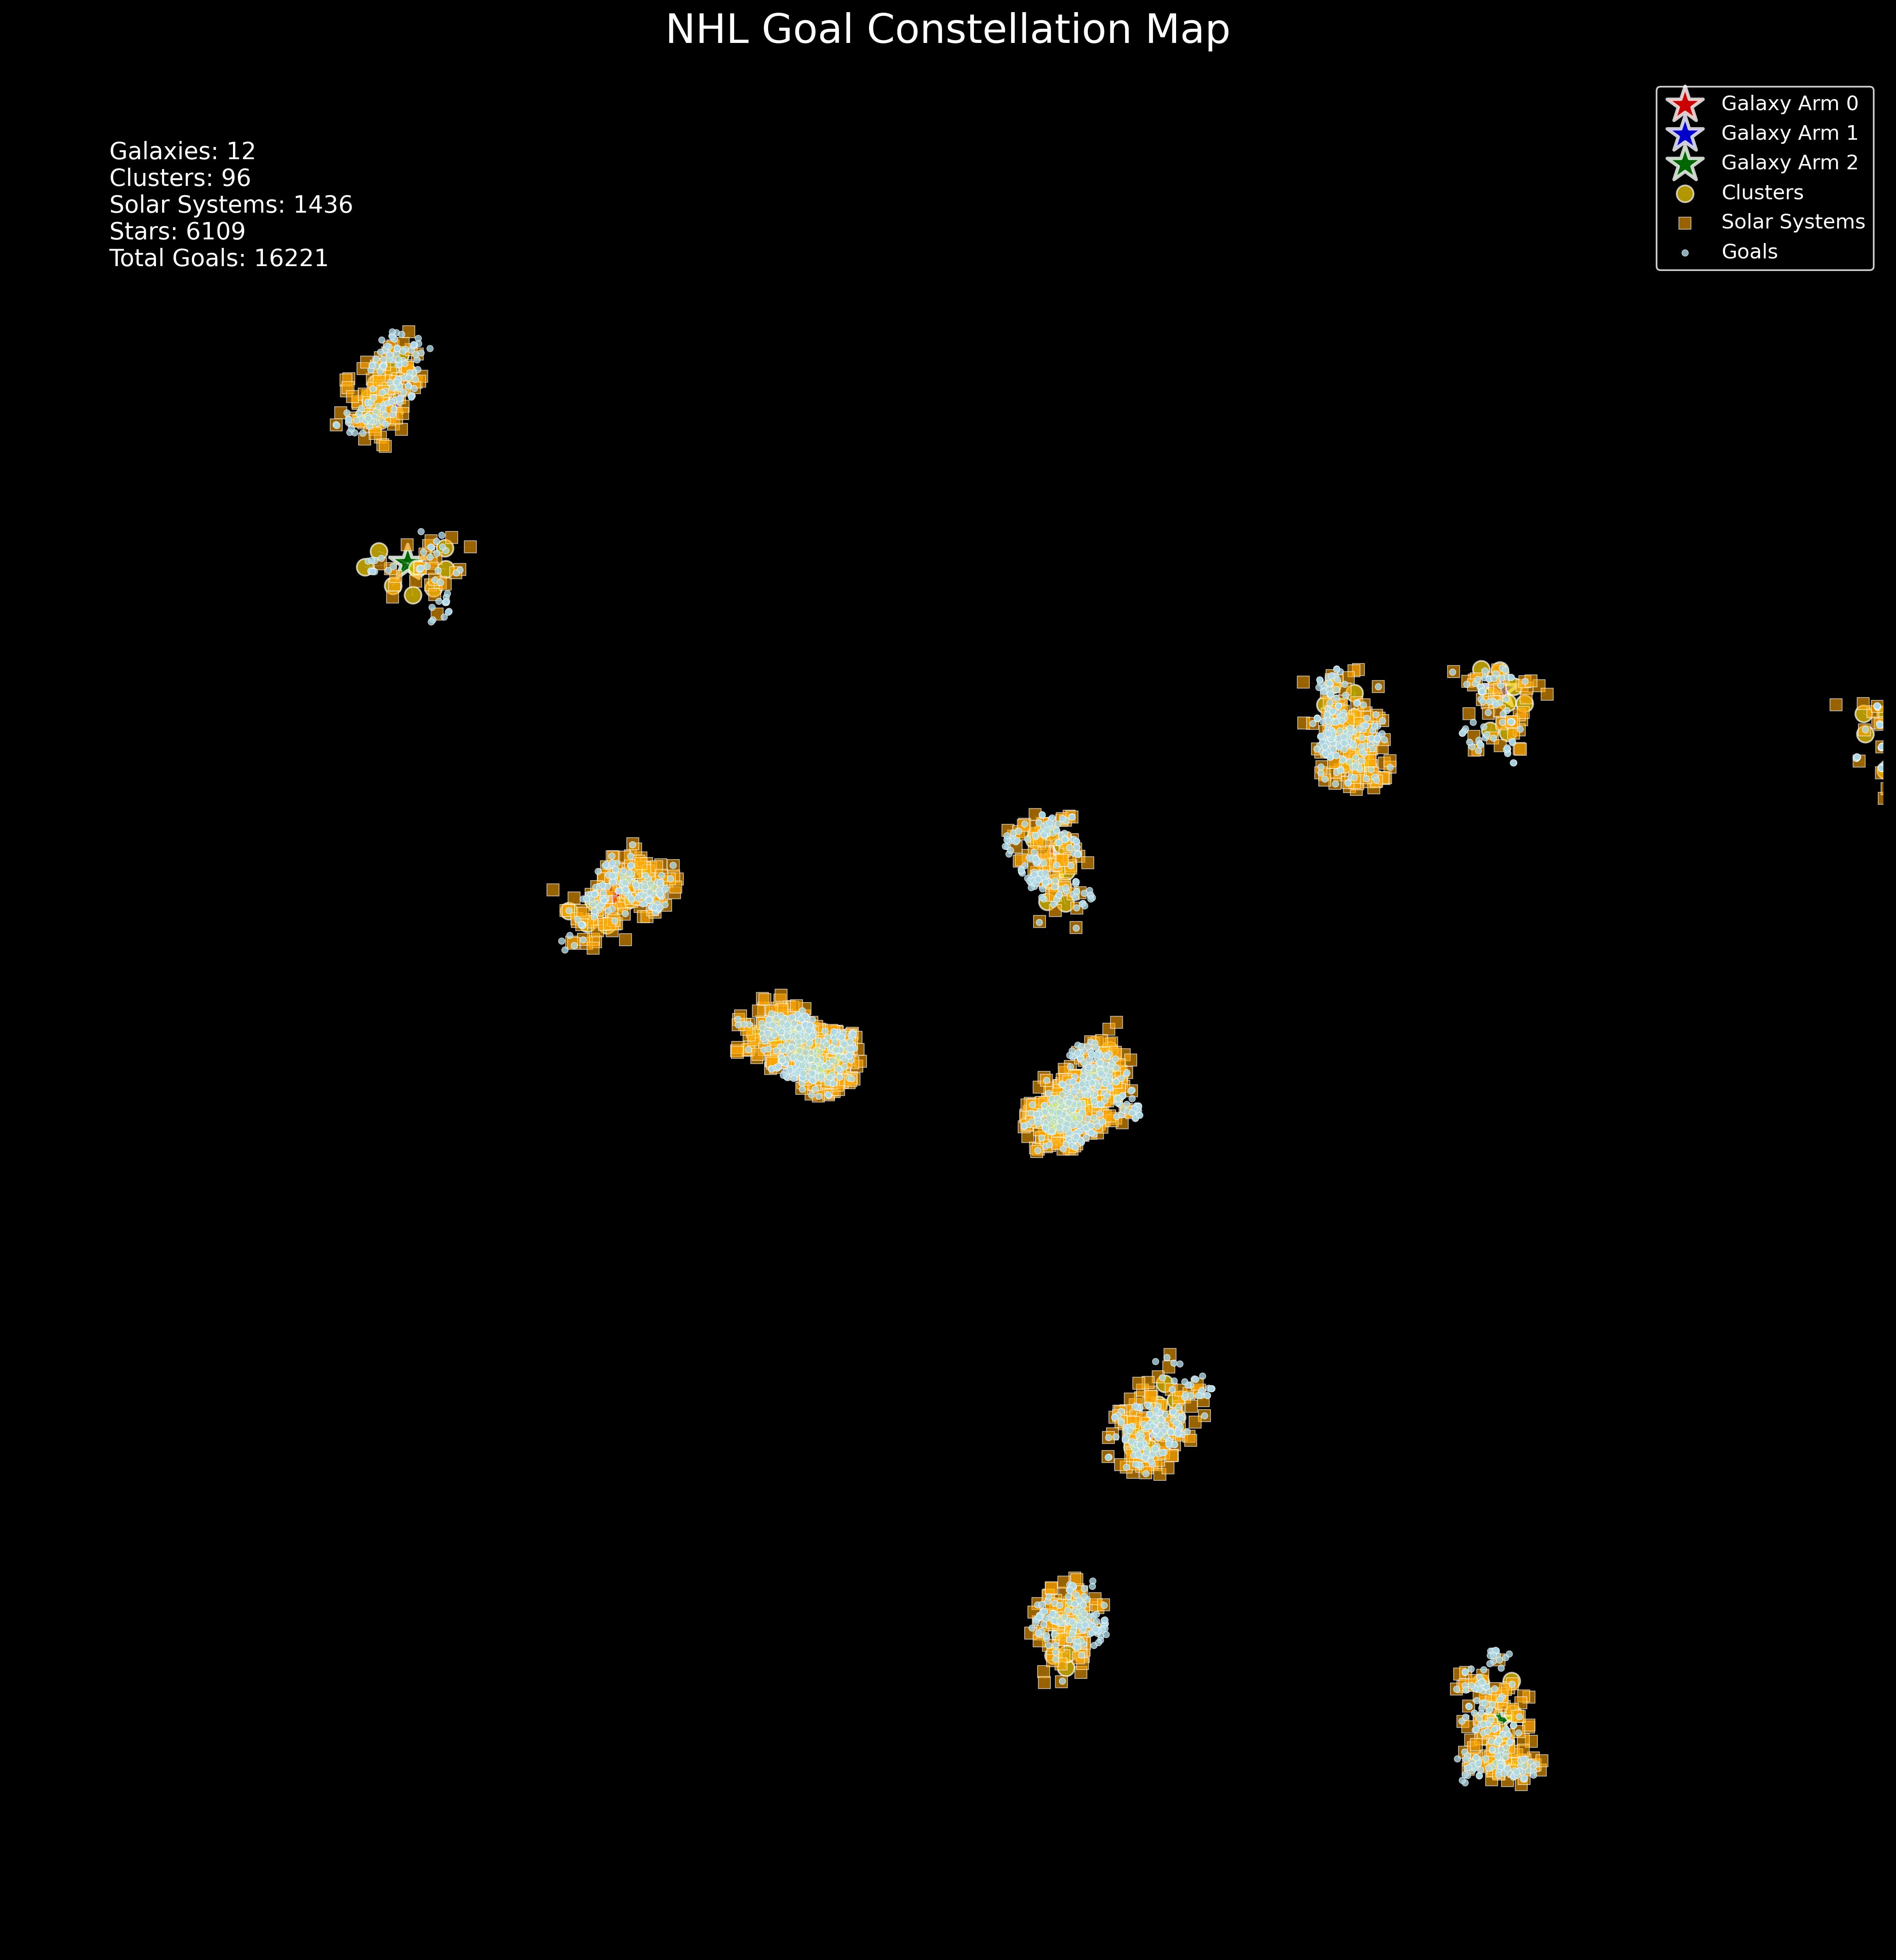 NHL Goal Constellation Map
Galaxies: 12
Clusters: 96
Solar Systems: 1436
Stars: 6109
Total Goals: 16221
Galaxy Arm 0
Galaxy Arm 1
Galaxy Arm 2
Clusters
Solar Systems
Goals